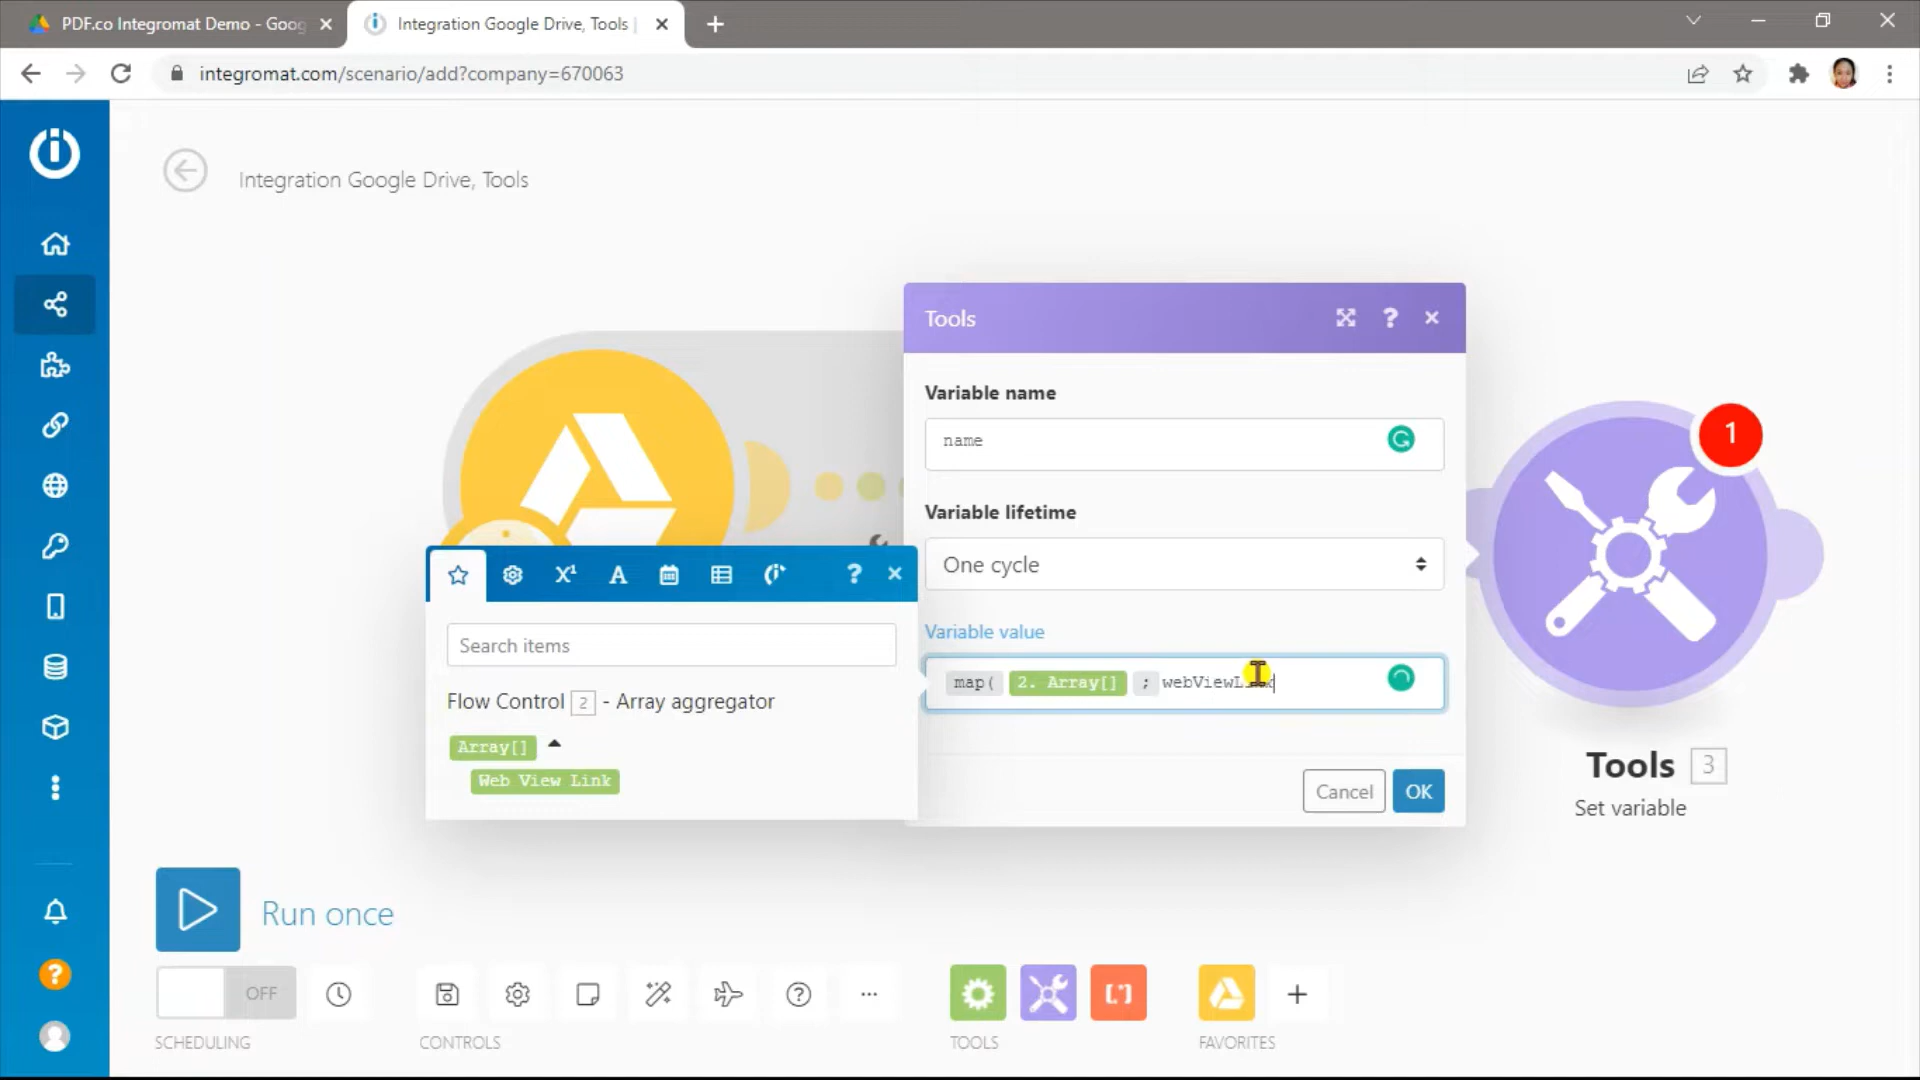 PDF.co Integromat Demo - Goog
Integration Google Drive, Tools |
integromat.com/scenario/add?company=670063
Integration Google Drive, Tools
Tools
Variable name
name
Variable lifetime
One cycle
Variable value
map( 2. Array[] ; webViewLink
Search items
Flow Control 2 - Array aggregator
Array[]
Web View Link
Cancel
OK
1
Tools 3
Set variable
Run once
OFF
SCHEDULING
CONTROLS
TOOLS
FAVORITES